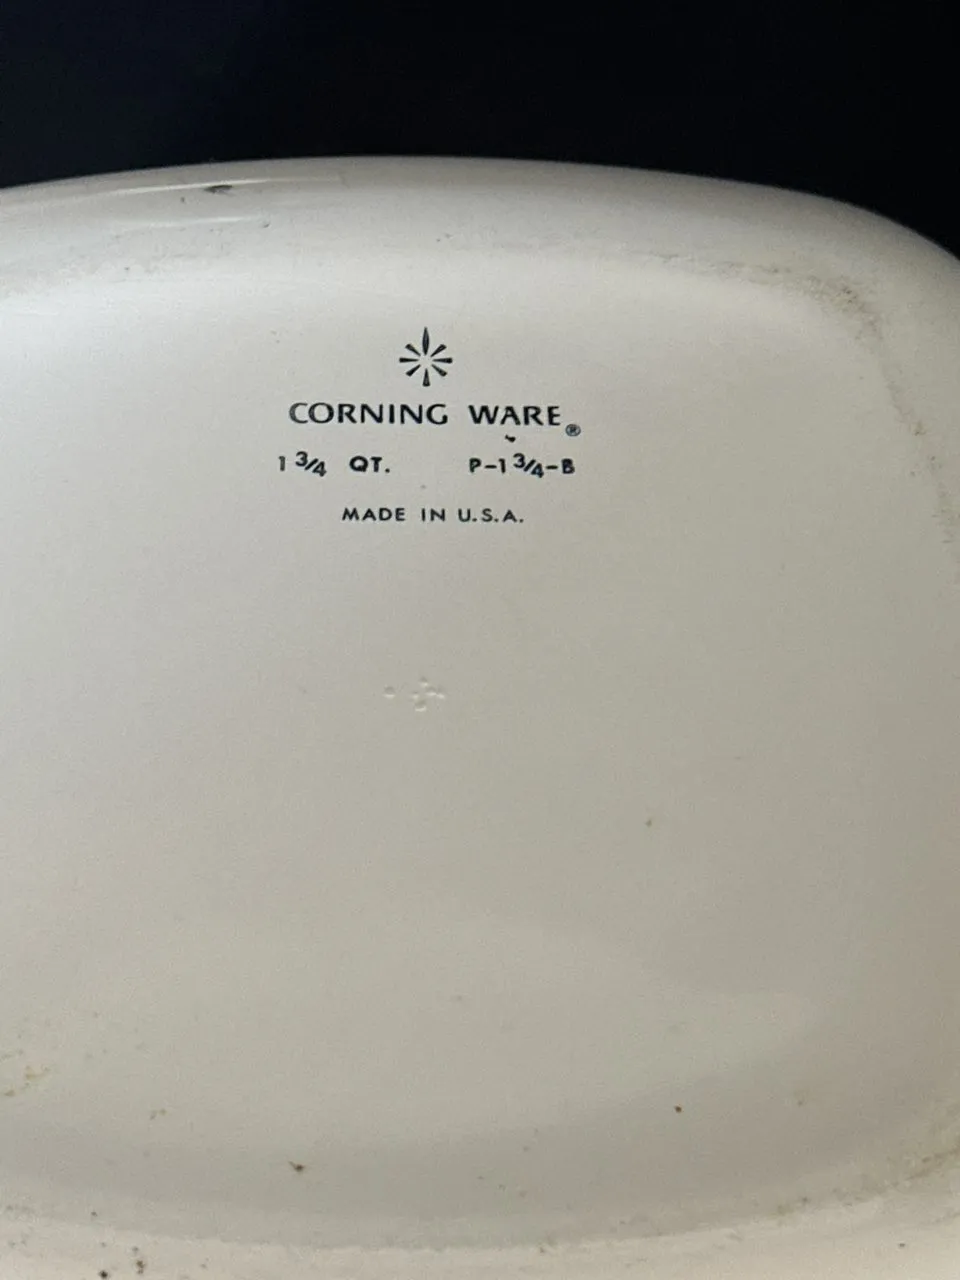 CORNING WARE®
1 3/4 QT. P-1 3/4-B
MADE IN U.S.A.